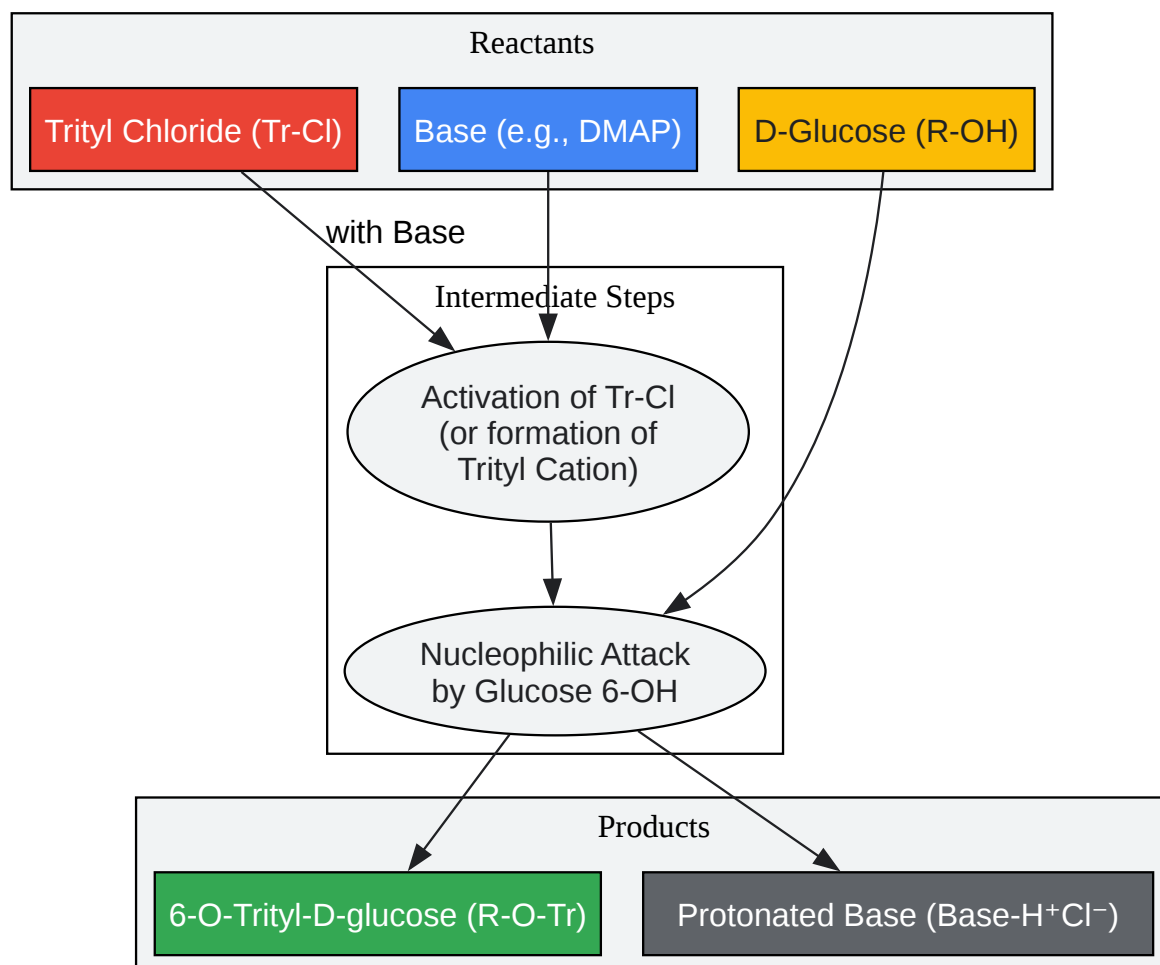 Reactants
Trityl Chloride (Tr-Cl)
Base (e.g., DMAP)
D-Glucose (R-OH)
with Base
Intermediate Steps
Activation of Tr-Cl
(or formation of
Trityl Cation)
Nucleophilic Attack
by Glucose 6-OH
Products
6-O-Trityl-D-glucose (R-O-Tr)
Protonated Base (Base-H⁺Cl⁻)